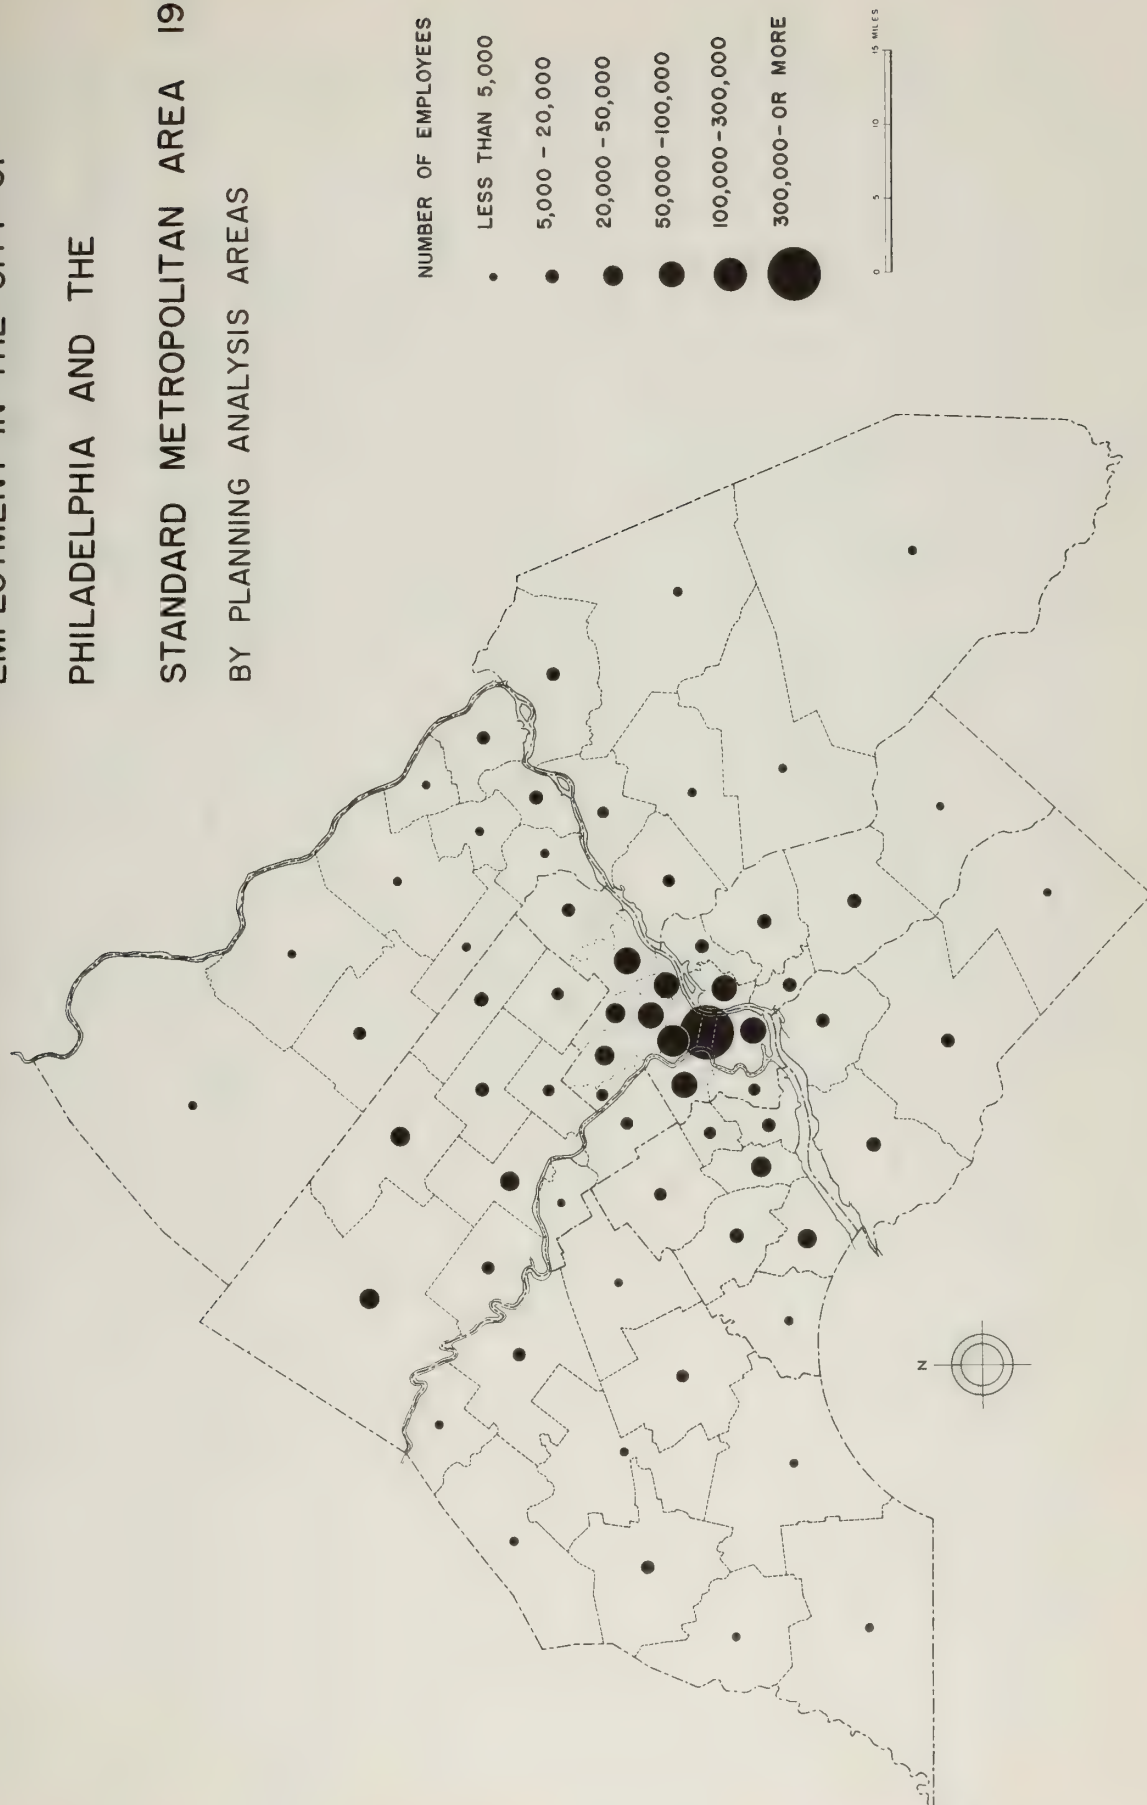 PHILADELPHIA AND THE
STANDARD METROPOLITAN AREA 19
BY PLANNING ANALYSIS AREAS
NUMBER OF EMPLOYEES
LESS THAN 5,000
5,000 - 20,000
20,000 - 50,000
50,000 - 100,000
100,000 - 300,000
300,000 - OR MORE
0 5 10 15 MILES
N